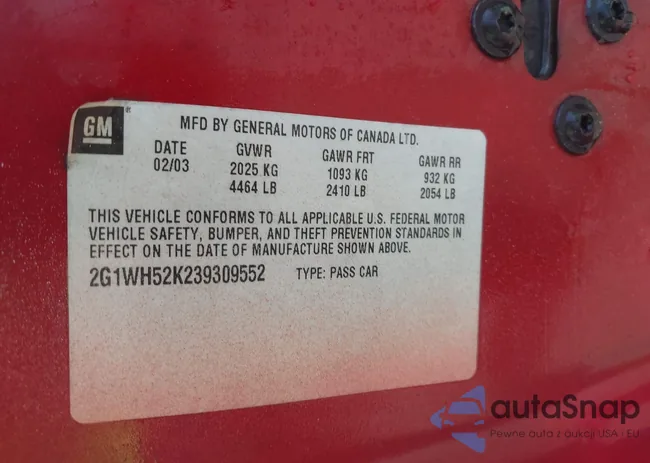 GM
MFD BY GENERAL MOTORS OF CANADA LTD.
DATE GVWR GAWR FRT GAWR RR
02/03 2025 KG 1093 KG 932 KG
4464 LB 2410 LB 2054 LB
THIS VEHICLE CONFORMS TO ALL APPLICABLE U.S. FEDERAL MOTOR
VEHICLE SAFETY, BUMPER, AND THEFT PREVENTION STANDARDS IN
EFFECT ON THE DATE OF MANUFACTURE SHOWN ABOVE.
2G1WH52K239309552 TYPE: PASS CAR
autaSnap
Pewne auta z aukcji USA · EU